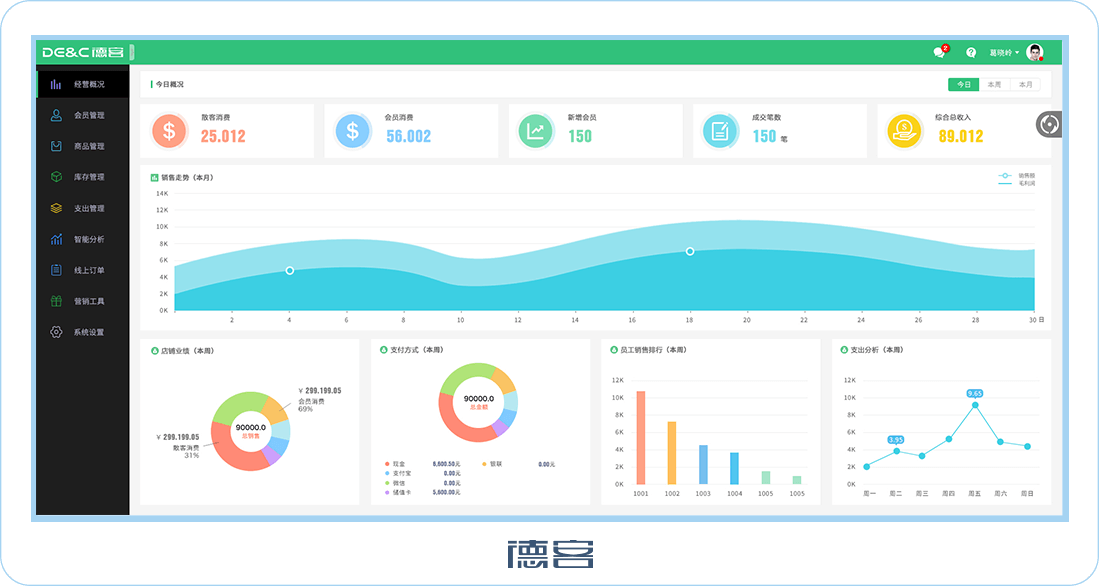 DE&C德客
2
葛晓岭
经营概况
会员管理
商品管理
库存管理
支出管理
智能分析
线上订单
营销工具
系统设置
今日概况
今日 本周 本月
散客消费
25.012
会员消费
56.002
新增会员
150
成交笔数
150 笔
综合总收入
89.012
销售走势（本月）
销售额
毛利润
14K
12K
10K
8K
6K
4K
2K
0K
2 4 6 8 10 12 14 16 18 20 22 24 26 28 30 日
店铺业绩（本周）
¥ 299.199.05
会员消费
69%
90000.0
总销售
¥ 299.199.05
散客消费
31%
支付方式（本周）
90000.0
总金额
现金 8,600.50元 银联 0.00元
支付宝 0.00元
微信 0.00元
储值卡 5,600.00元
员工销售排行（本周）
12K
10K
8K
6K
4K
2K
0K
1001 1002 1003 1004 1005 1005
支出分析（本周）
12K
10K
8K
6K
4K
2K
0K
3.95
9.65
周一 周二 周三 周四 周五 周六 周日
德客